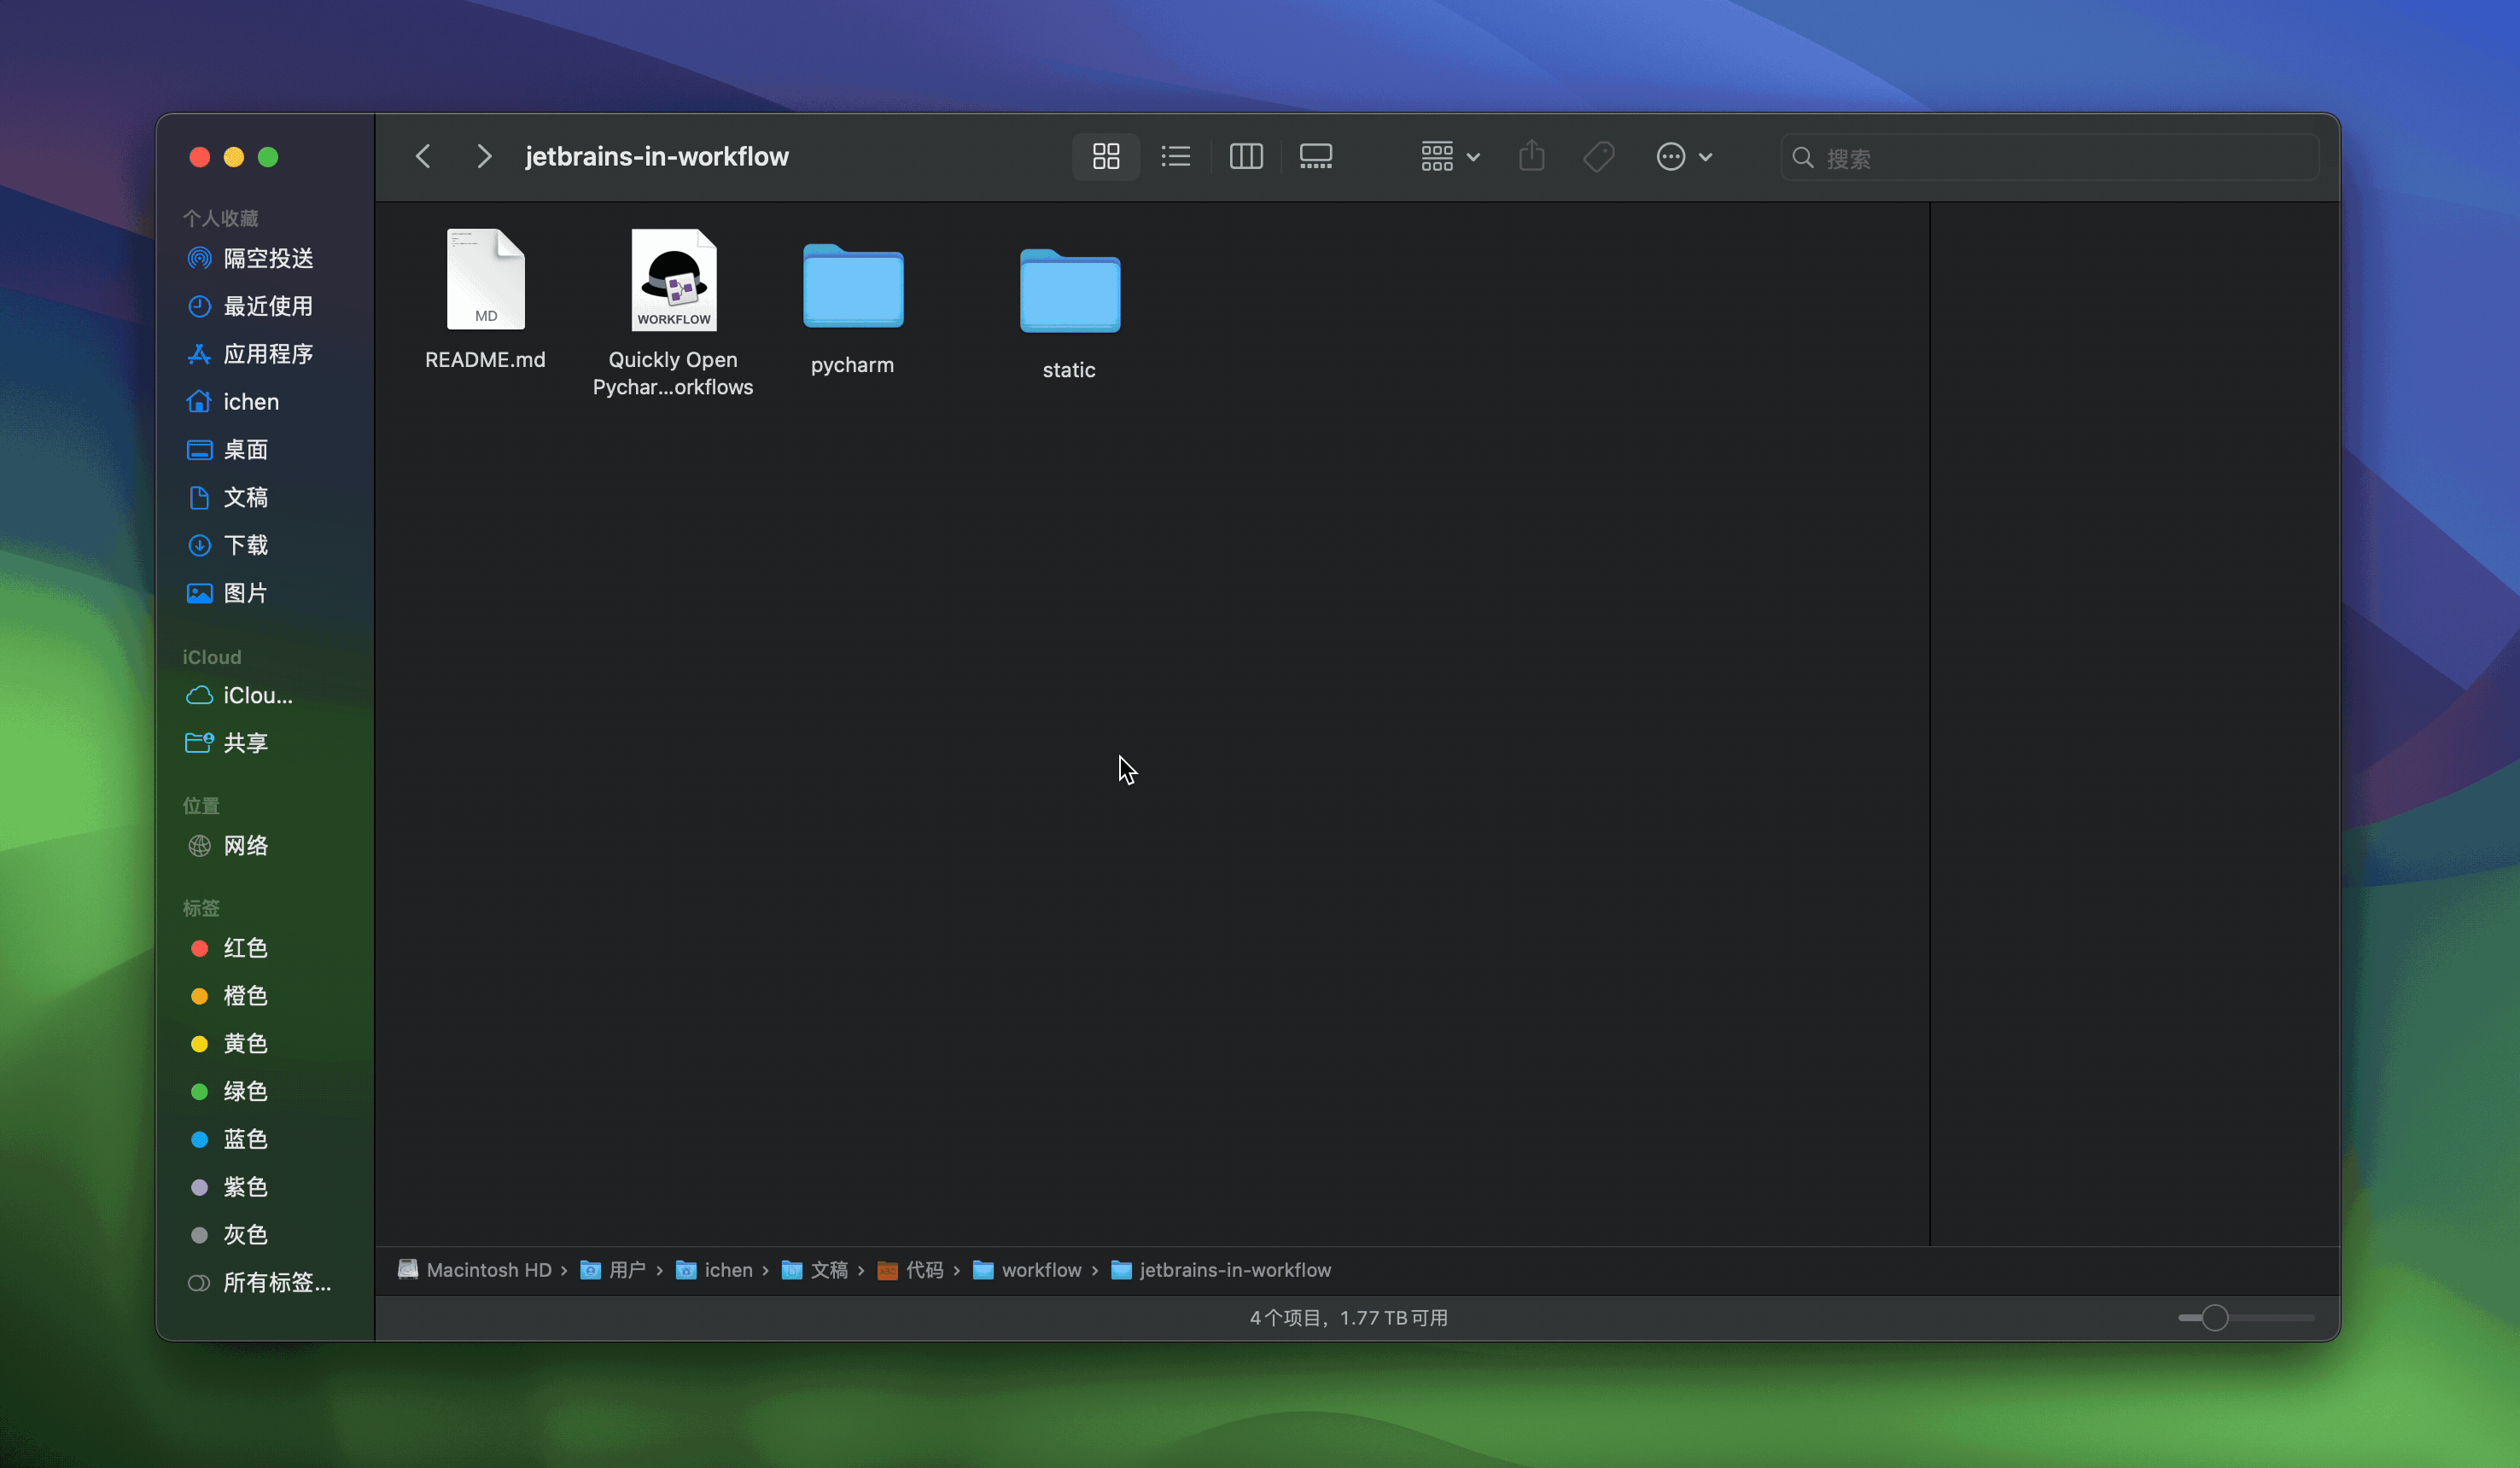 jetbrains-in-workflow
搜索
个人收藏
隔空投送
最近使用
应用程序
ichen
桌面
文稿
下载
图片
iCloud
iClou...
共享
位置
网络
标签
红色
橙色
黄色
绿色
蓝色
紫色
灰色
所有标签...
MD
README.md
WORKFLOW
Quickly Open
Pychar...orkflows
pycharm
static
Macintosh HD › 用户 › ichen › 文稿 › 代码 › workflow › jetbrains-in-workflow
4个项目，1.77 TB可用